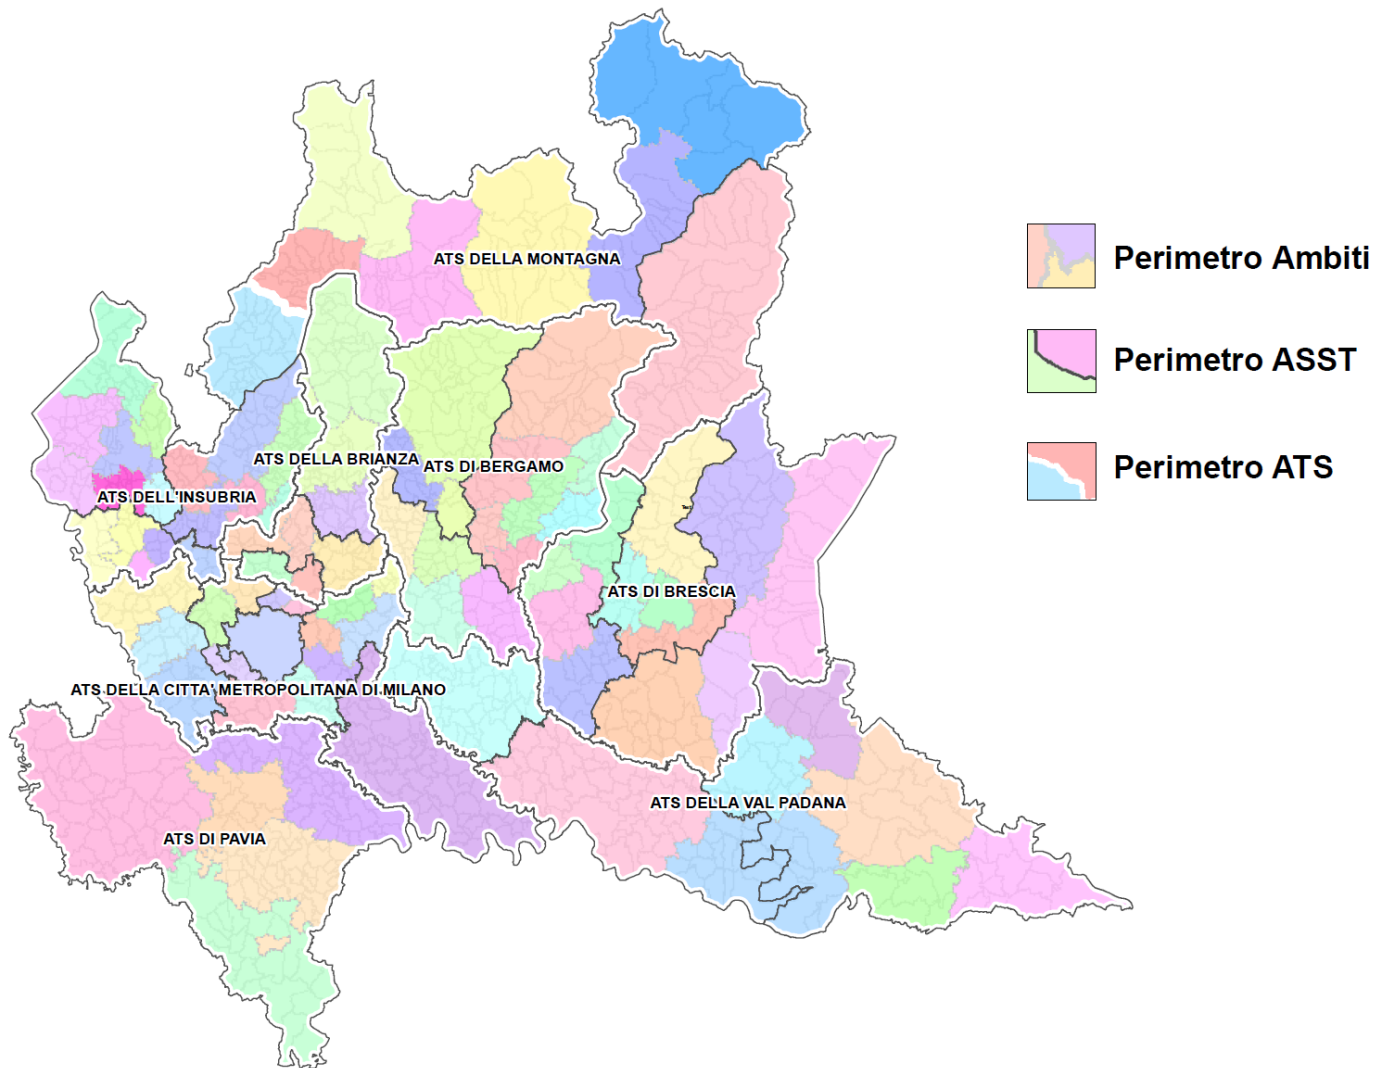 ATS DELLA MONTAGNA
Perimetro Ambiti
Perimetro ASST
ATS DELLA BRIANZA
ATS DI BERGAMO
Perimetro ATS
ATS DELL'INSUBRIA
ATS DI BRESCIA
ATS DELLA CITTA' METROPOLITANA DI MILANO
ATS DELLA VAL PADANA
ATS DI PAVIA